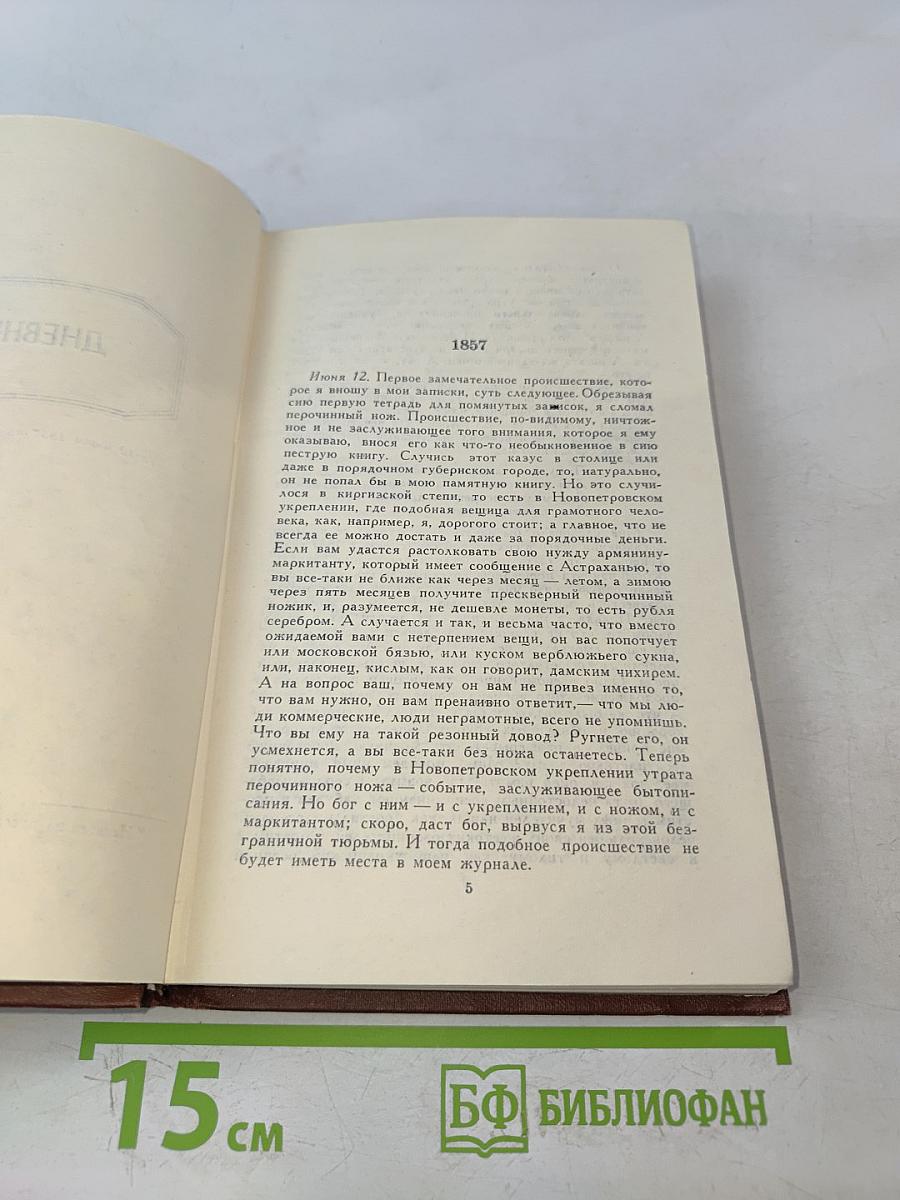 ДНЕВНИ
1857
Июня 12. Первое замечательное происшествие, кото-
рое я вношу в мои записки, суть следующее. Обрезывая
сию первую тетрадь для помянутых записок, я сломал
перочинный нож. Происшествие, по-видимому, ничтож-
ное и не заслуживающее того внимания, которое я ему
оказываю, внося его как что-то необыкновенное в сию
пеструю книгу. Случись этот казус в столице или
даже в порядочном губериском городе, то, натурально,
он не попал бы в мою памятную книгу. Но это случи-
лося в киргизской степи, то есть в Новопетровском
укреплении, где подобная вещица для грамотного чело-
века, как, например, я, дорогого стоит; а главное, что не
всегда ее можно достать и даже за порядочные деньги.
Если вам удастся растолковать свою нужду армянину-
маркитанту, который имеет сообщение с Астраханью, то
вы все-таки не ближе как через месяц — летом, а зимою
через пять месяцев получите прескверный перочинный
ножик, и, разумеется, не дешевле монеты, то есть рубля
серебром. А случается и так, и весьма часто, что вместо
ожидаемой вами с нетерпением вещи, он вас попотчует
или московской бязью, или куском верблюжьего сукна,
или, наконец, кислым, как он говорит, дамским чихирем.
А на вопрос ваш, почему он вам не привез именно то,
что вам нужно, он вам пренаивно ответит,— что мы лю-
ди коммерческие, люди неграмотные, всего не упомнишь.
Что вы ему на такой резонный довод? Ругнете его, он
усмехнется, а вы все-таки без ножа останетесь. Теперь
понятно, почему в Новопетровском укреплении утрата
перочинного ножа — событие, заслуживающее бытопи-
сания. Но бог с ним — и с укреплением, и с ножом, и с
маркитантом; скоро, даст бог, вырвуся я из этой без-
граничной тюрьмы. И тогда подобное происшествие не
будет иметь места в моем журнале.
5
15 см
БФ БИБЛИОФАН